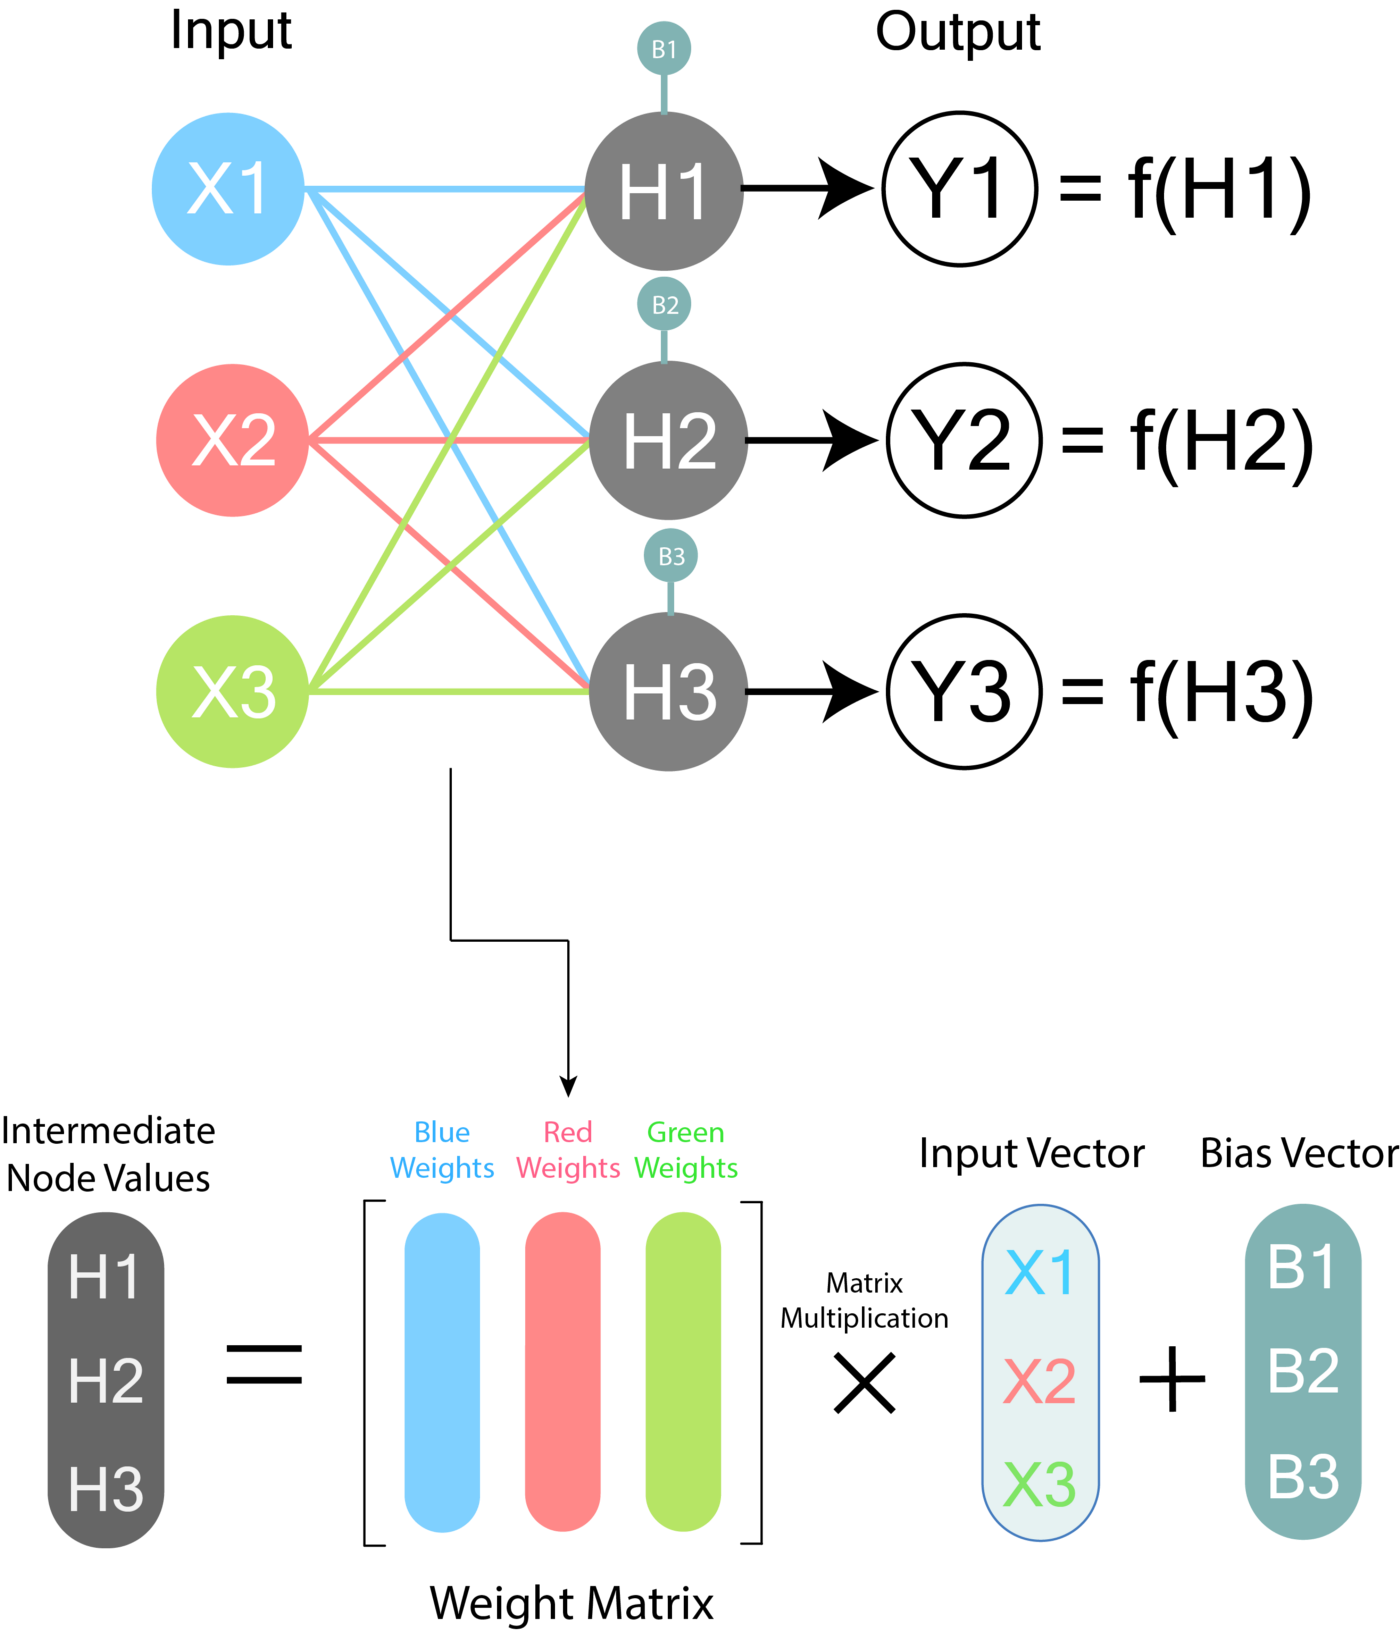 Input
Output
B1
X1
H1
Y1 = f(H1)
B2
X2
H2
Y2 = f(H2)
B3
X3
H3
Y3 = f(H3)
Intermediate
Node Values
Blue
Weights
Red
Weights
Green
Weights
Input Vector
Bias Vector
H1
H2
H3
=
Matrix
Multiplication
×
X1
X2
X3
+
B1
B2
B3
Weight Matrix